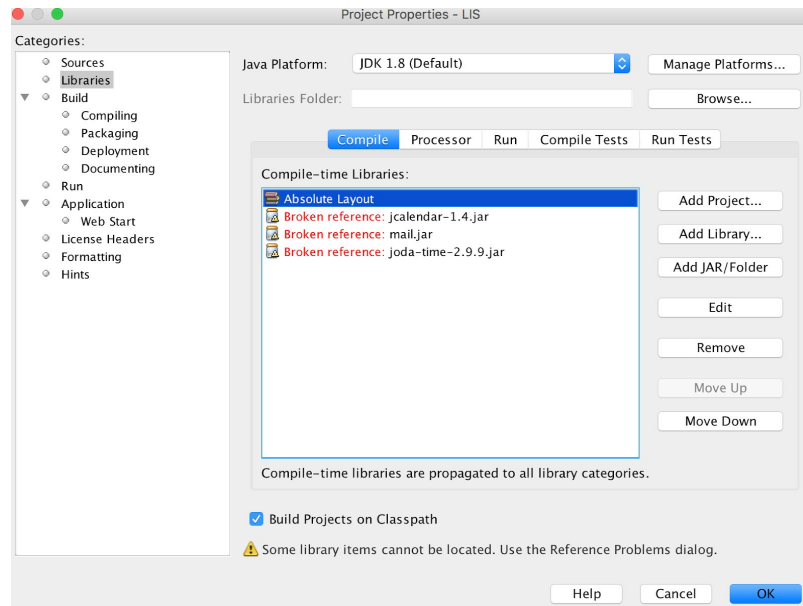 Project Properties - LIS
Categories:
Sources
Libraries
Build
Compiling
Packaging
Deployment
Documenting
Run
Application
Web Start
License Headers
Formatting
Hints
Java Platform: JDK 1.8 (Default) Manage Platforms...
Libraries Folder: Browse...
Compile Processor Run Compile Tests Run Tests
Compile-time Libraries:
Absolute Layout
Broken reference: jcalendar-1.4.jar
Broken reference: mail.jar
Broken reference: joda-time-2.9.9.jar
Add Project...
Add Library...
Add JAR/Folder
Edit
Remove
Move Up
Move Down
Compile-time libraries are propagated to all library categories.
Build Projects on Classpath
Some library items cannot be located. Use the Reference Problems dialog.
Help Cancel OK